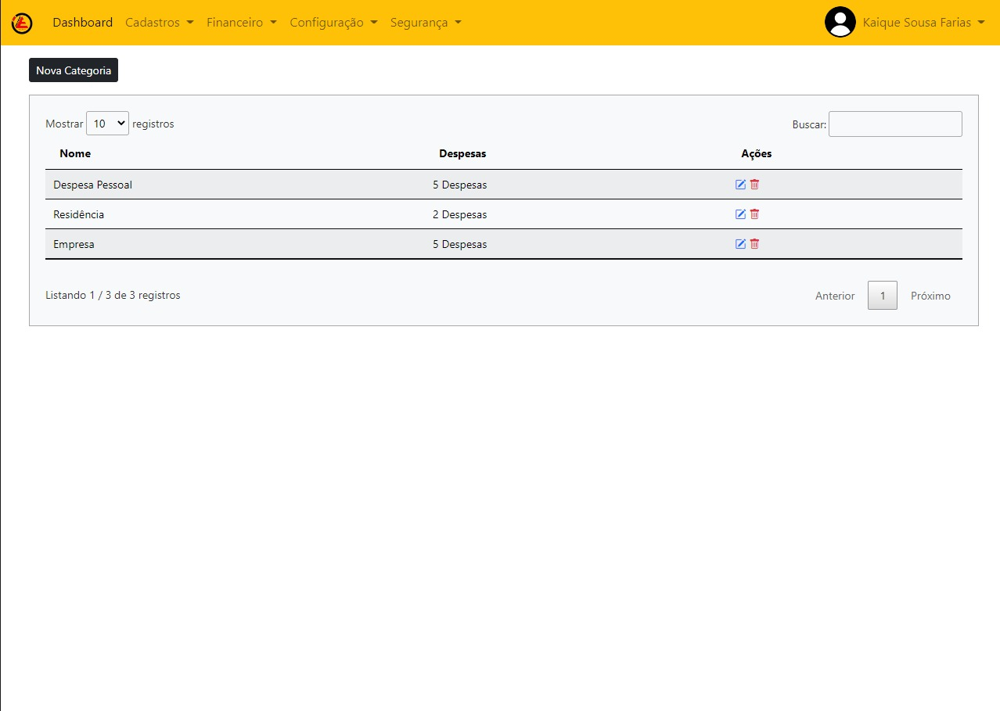 Dashboard Cadastros Financeiro Configuração Segurança Kaique Sousa Farias
Nova Categoria
Mostrar 10 registros Buscar:
Nome Despesas Ações
Despesa Pessoal 5 Despesas
Residência 2 Despesas
Empresa 5 Despesas
Listando 1 / 3 de 3 registros Anterior 1 Próximo